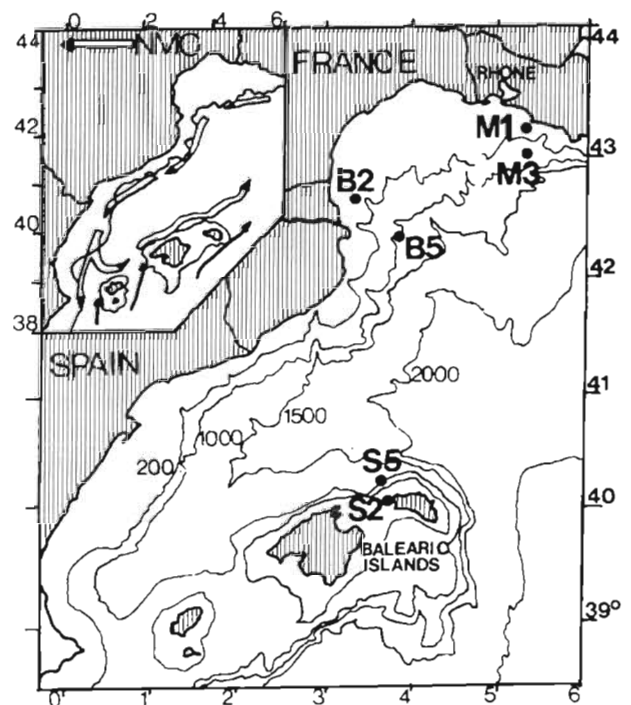 0 2 4 6
44 NMC FRANCE 44
RHONE
42 M1 43
M3
B2
40 B5
42
38
SPAIN
2000 41
1500
1000
200
S5
S2 40
BALEARIC
ISLANDS
39°
0° 1 2 3 4 5 6